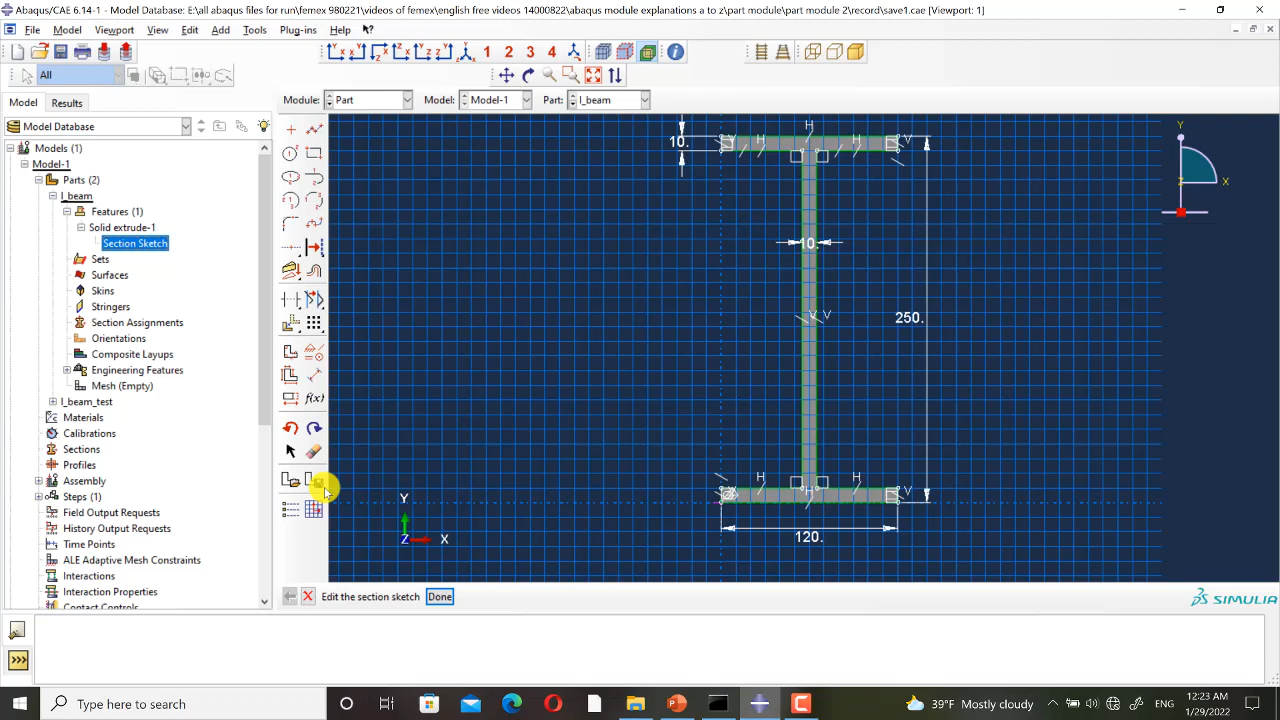 Abaqus/CAE 6.14-1 - Model Database: E:\all abaqus files for run\femex 980221\videos of femex\english free videos 14000822\abaqus module explanations a to z\part module\part module 2\record\save1.cae [Viewport: 1]
File Model Viewport View Edit Add Tools Plug-ins
X Y X Y Z X Z X Y Z Y Z 1 2 3 4
All
Model Results Module: Part Model: Model-1 Part: I_beam
Model Database
Models (1)
Model-1
Parts (2)
I_beam
Features (1)
Solid extrude-1
Section Sketch
Sets
Surfaces
Skins
Stringers
Section Assignments
Orientations
Composite Layups
Engineering Features
Mesh (Empty)
I_beam_test
Materials
Calibrations
Sections
Profiles
Assembly
Steps (1)
Field Output Requests
History Output Requests
Time Points
ALE Adaptive Mesh Constraints
Interactions
Interaction Properties
Contact Controls
f(x)
H
10.
H H V
10.
V V
250.
H H V
H
120.
Y
Z X
Y
Z X
Edit the section sketch Done
SIMULIA
>>>
Type here to search
39°F Mostly cloudy
ENG
12:23 AM
1/29/2022